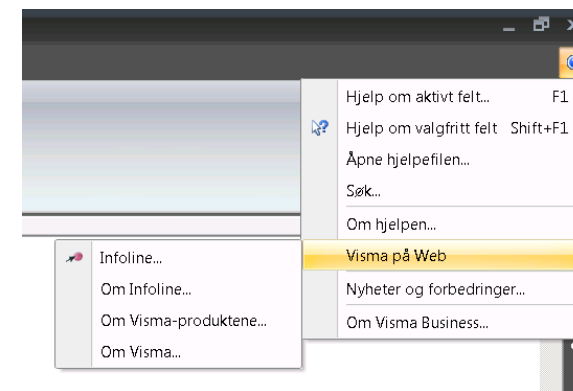 Hjelp om aktivt felt... F1
Hjelp om valgfritt felt Shift+F1
Åpne hjelpefilen...
Søk...
Om hjelpen...
Visma på Web
Nyheter og forbedringer...
Om Visma Business...
Infoline...
Om Infoline...
Om Visma-produktene...
Om Visma...